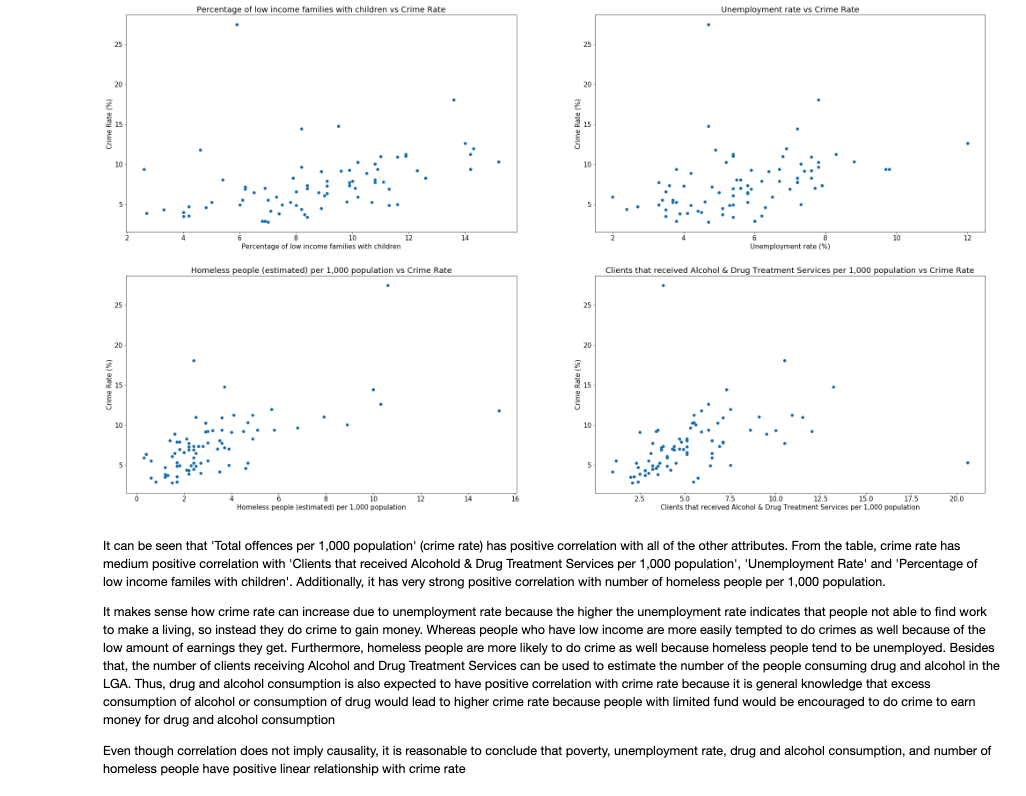 Percentage of low income families with children vs Crime Rate
Crime Rate (%)
25
20
15
10
5
2 4 6 8 10 12 14
Percentage of low income families with children
Unemployment rate vs Crime Rate
Crime Rate (%)
25
20
15
10
5
2 4 6 8 10 12
Unemployment rate (%)
Homeless people (estimated) per 1,000 population vs Crime Rate
Crime Rate (%)
25
20
15
10
5
0 2 4 6 8 10 12 14 16
Homeless people (estimated) per 1,000 population
Clients that received Alcohol & Drug Treatment Services per 1,000 population vs Crime Rate
Crime Rate (%)
25
20
15
10
5
2.5 5.0 7.5 10.0 12.5 15.0 17.5 20.0
Clients that received Alcohol & Drug Treatment Services per 1,000 population
It can be seen that 'Total offences per 1,000 population' (crime rate) has positive correlation with all of the other attributes. From the table, crime rate has
medium positive correlation with 'Clients that received Alcohold & Drug Treatment Services per 1,000 population', 'Unemployment Rate' and 'Percentage of
low income familes with children'. Additionally, it has very strong positive correlation with number of homeless people per 1,000 population.
It makes sense how crime rate can increase due to unemployment rate because the higher the unemployment rate indicates that people not able to find work
to make a living, so instead they do crime to gain money. Whereas people who have low income are more easily tempted to do crimes as well because of the
low amount of earnings they get. Furthermore, homeless people are more likely to do crime as well because homeless people tend to be unemployed. Besides
that, the number of clients receiving Alcohol and Drug Treatment Services can be used to estimate the number of the people consuming drug and alcohol in the
LGA. Thus, drug and alcohol consumption is also expected to have positive correlation with crime rate because it is general knowledge that excess
consumption of alcohol or consumption of drug would lead to higher crime rate because people with limited fund would be encouraged to do crime to earn
money for drug and alcohol consumption
Even though correlation does not imply causality, it is reasonable to conclude that poverty, unemployment rate, drug and alcohol consumption, and number of
homeless people have positive linear relationship with crime rate